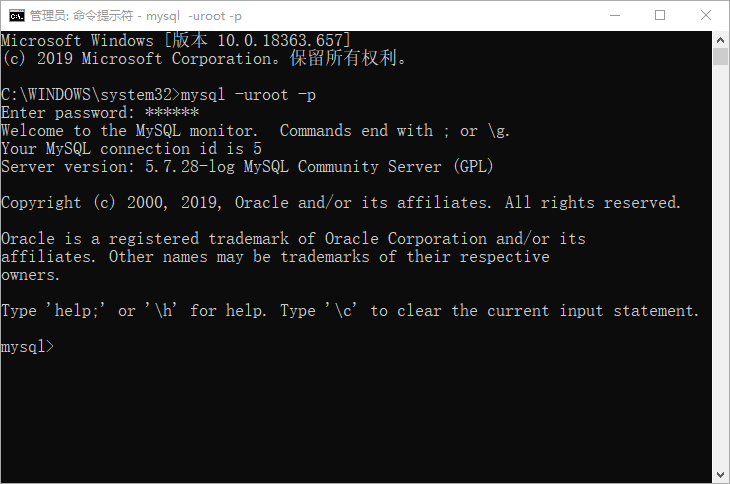 管理员: 命令提示符 - mysql  -uroot -p
Microsoft Windows [版本 10.0.18363.657]
(c) 2019 Microsoft Corporation。保留所有权利。
C:\WINDOWS\system32>mysql -uroot -p
Enter password: ******
Welcome to the MySQL monitor.  Commands end with ; or \g.
Your MySQL connection id is 5
Server version: 5.7.28-log MySQL Community Server (GPL)
Copyright (c) 2000, 2019, Oracle and/or its affiliates. All rights reserved.
Oracle is a registered trademark of Oracle Corporation and/or its
affiliates. Other names may be trademarks of their respective
owners.
Type 'help;' or '\h' for help. Type '\c' to clear the current input statement.
mysql>